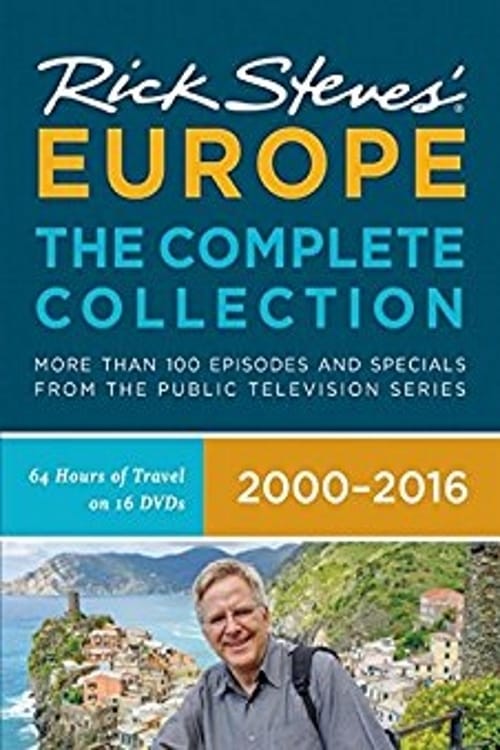 Rick Steves'®
EUROPE
THE COMPLETE
COLLECTION
MORE THAN 100 EPISODES AND SPECIALS
FROM THE PUBLIC TELEVISION SERIES
64 Hours of Travel
on 16 DVDs
2000–2016